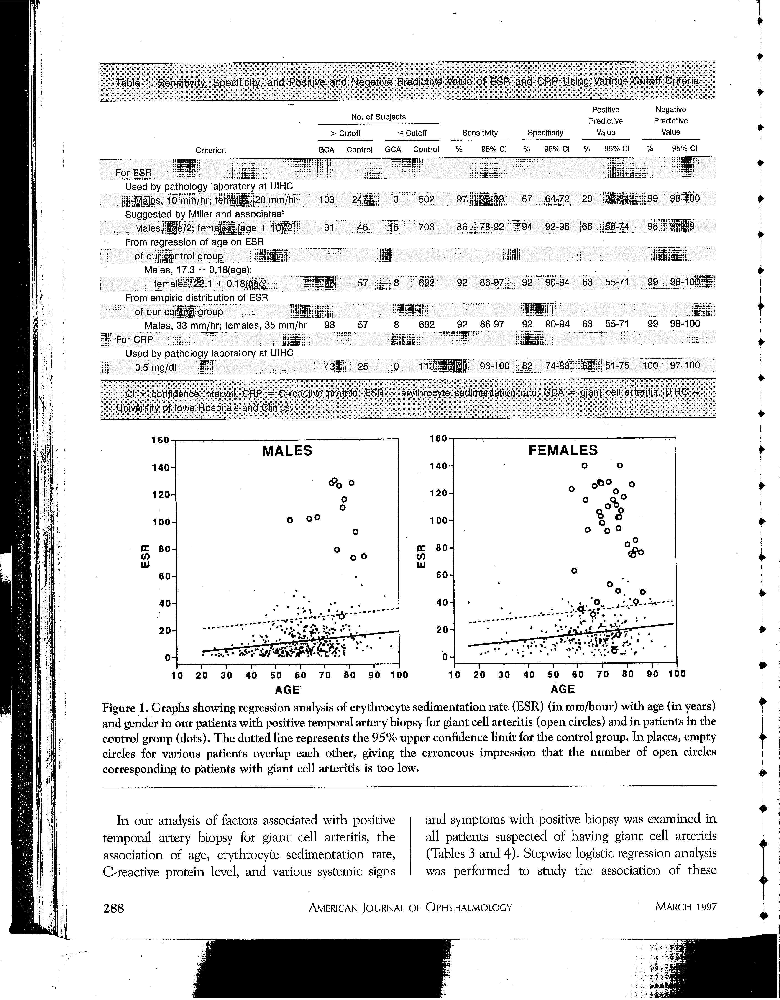 Table 1. Sensitivity, Specificity, and Positive and Negative Predictive Value of ESR and CRP Using Various Cutoff Criteria
No. of Subjects
Positive Predictive Value
Negative Predictive Value
> Cutoff ≤ Cutoff Sensitivity Specificity
Criterion GCA Control GCA Control % 95% CI % 95% CI % 95% CI % 95% CI
For ESR
Used by pathology laboratory at UIHC
Males, 10 mm/hr; females, 20 mm/hr 103 247 3 502 97 92-99 67 64-72 29 25-34 99 98-100
Suggested by Miller and associates⁵
Males, age/2; females, (age + 10)/2 91 46 15 703 86 78-92 94 92-96 66 58-74 98 97-99
From regression of age on ESR
of our control group
Males, 17.3 + 0.18(age);
females, 22.1 + 0.18(age) 98 57 8 692 92 86-97 92 90-94 63 55-71 99 98-100
From empiric distribution of ESR
of our control group
Males, 33 mm/hr; females, 35 mm/hr 98 57 8 692 92 86-97 92 90-94 63 55-71 99 98-100
For CRP
Used by pathology laboratory at UIHC
0.5 mg/dl 43 25 0 113 100 93-100 82 74-88 63 51-75 100 97-100
CI = confidence interval, CRP = C-reactive protein, ESR = erythrocyte sedimentation rate, GCA = giant cell arteritis, UIHC =
University of Iowa Hospitals and Clinics.
MALES
160
140
120
100
80
60
40
20
0
ESR
10 20 30 40 50 60 70 80 90 100
AGE
FEMALES
160
140
120
100
80
60
40
20
0
ESR
10 20 30 40 50 60 70 80 90 100
AGE
Figure 1. Graphs showing regression analysis of erythrocyte sedimentation rate (ESR) (in mm/hour) with age (in years)
and gender in our patients with positive temporal artery biopsy for giant cell arteritis (open circles) and in patients in the
control group (dots). The dotted line represents the 95% upper confidence limit for the control group. In places, empty
circles for various patients overlap each other, giving the erroneous impression that the number of open circles
corresponding to patients with giant cell arteritis is too low.
In our analysis of factors associated with positive
temporal artery biopsy for giant cell arteritis, the
association of age, erythrocyte sedimentation rate,
C-reactive protein level, and various systemic signs
and symptoms with positive biopsy was examined in
all patients suspected of having giant cell arteritis
(Tables 3 and 4). Stepwise logistic regression analysis
was performed to study the association of these
288 AMERICAN JOURNAL OF OPHTHALMOLOGY MARCH 1997